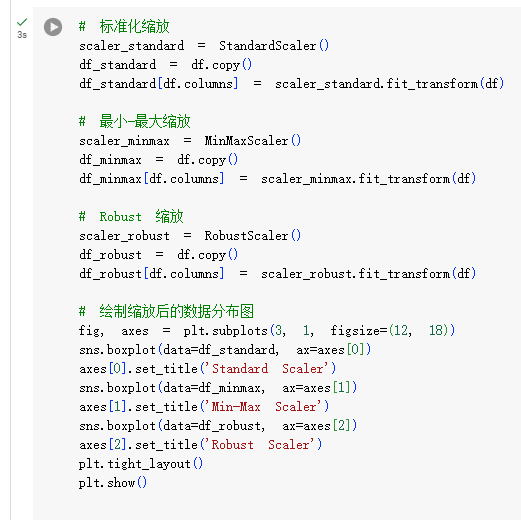 3s
# 标准化缩放
scaler_standard = StandardScaler()
df_standard = df.copy()
df_standard[df.columns] = scaler_standard.fit_transform(df)
# 最小-最大缩放
scaler_minmax = MinMaxScaler()
df_minmax = df.copy()
df_minmax[df.columns] = scaler_minmax.fit_transform(df)
# Robust 缩放
scaler_robust = RobustScaler()
df_robust = df.copy()
df_robust[df.columns] = scaler_robust.fit_transform(df)
# 绘制缩放后的数据分布图
fig, axes = plt.subplots(3, 1, figsize=(12, 18))
sns.boxplot(data=df_standard, ax=axes[0])
axes[0].set_title('Standard Scaler')
sns.boxplot(data=df_minmax, ax=axes[1])
axes[1].set_title('Min-Max Scaler')
sns.boxplot(data=df_robust, ax=axes[2])
axes[2].set_title('Robust Scaler')
plt.tight_layout()
plt.show()